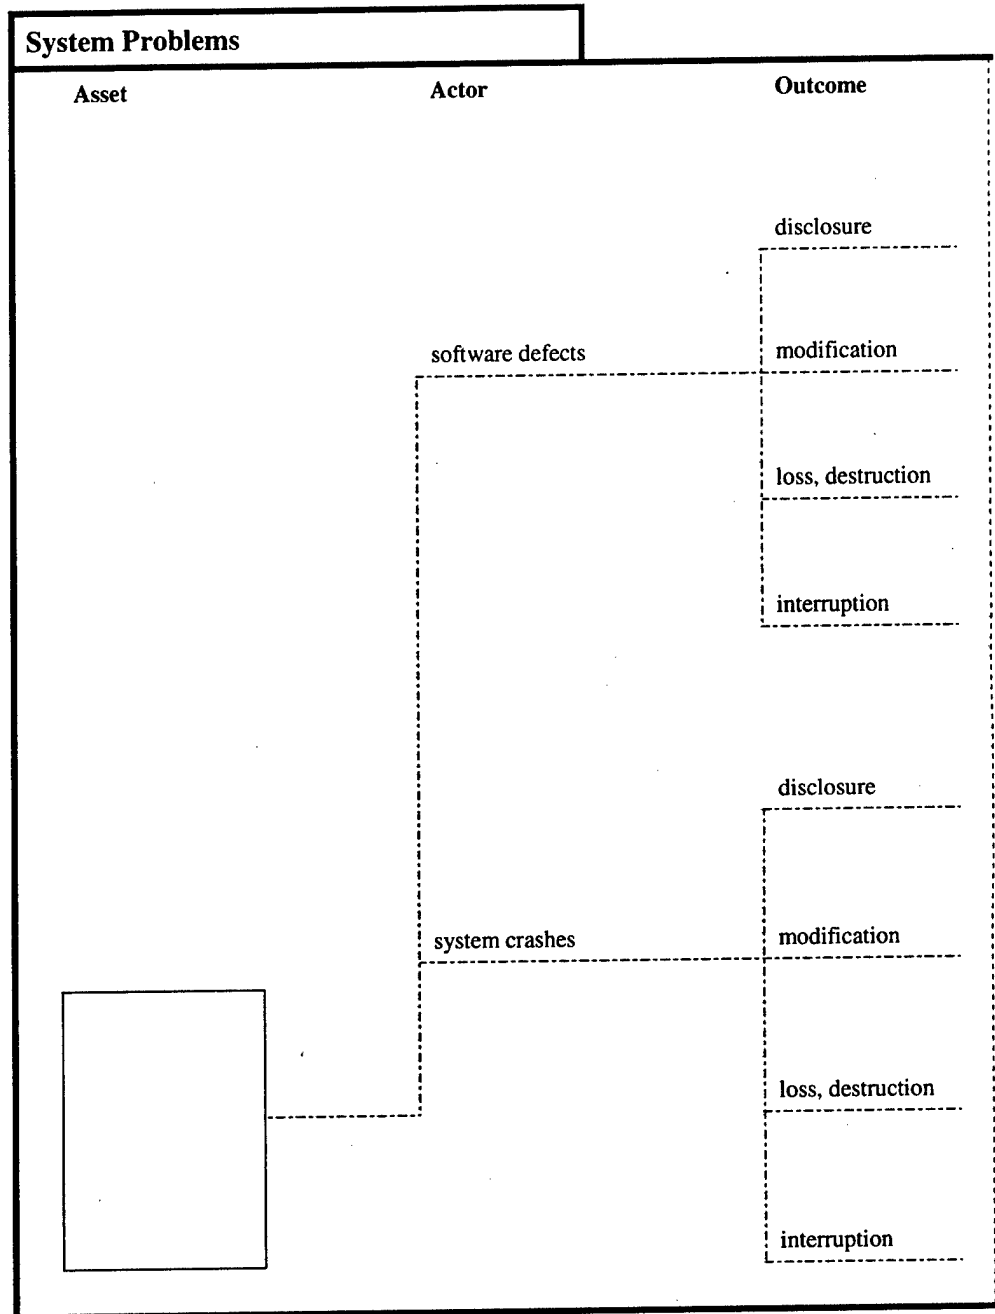 System Problems
Asset Actor Outcome
disclosure
software defects modification
loss, destruction
interruption
disclosure
system crashes modification
loss, destruction
interruption